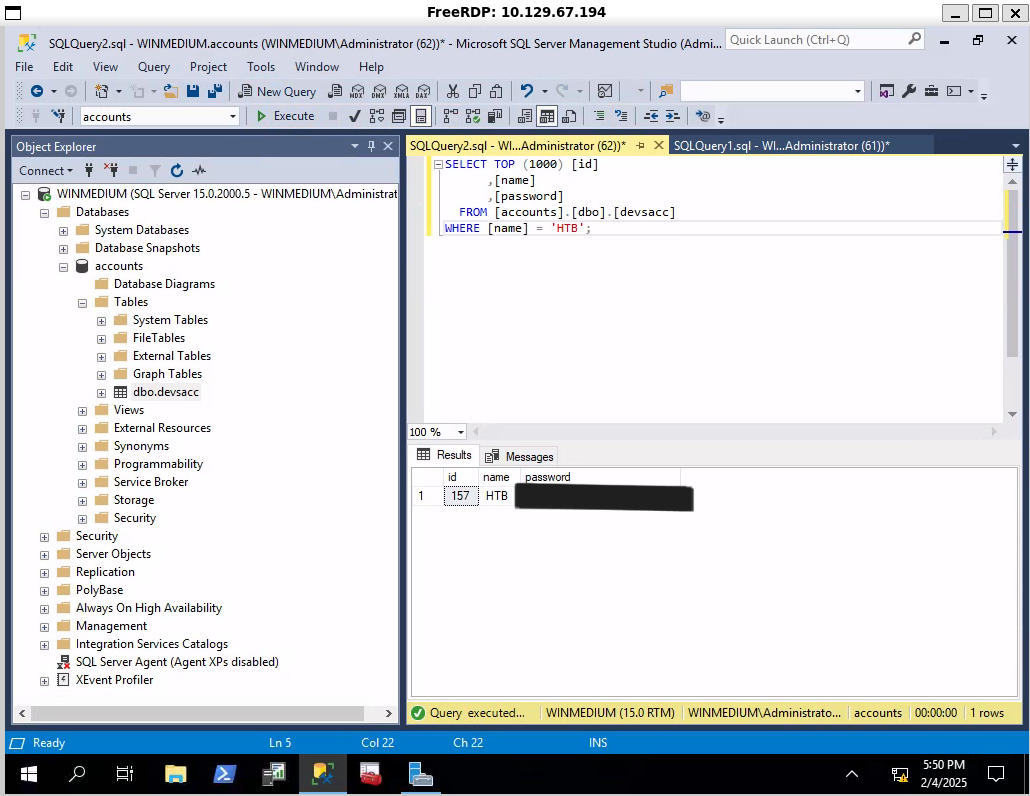 FreeRDP: 10.129.67.194
SQLQuery2.sql - WINMEDIUM.accounts (WINMEDIUM\Administrator (62))* - Microsoft SQL Server Management Studio (Admi...
Quick Launch (Ctrl+Q)
File Edit View Query Project Tools Window Help
New Query
MDX DMX XMLA DAX
accounts
Execute
Object Explorer
Connect
WINMEDIUM (SQL Server 15.0.2000.5 - WINMEDIUM\Administrat
Databases
System Databases
Database Snapshots
accounts
Database Diagrams
Tables
System Tables
FileTables
External Tables
Graph Tables
dbo.devsacc
Views
External Resources
Synonyms
Programmability
Service Broker
Storage
Security
Security
Server Objects
Replication
PolyBase
Always On High Availability
Management
Integration Services Catalogs
SQL Server Agent (Agent XPs disabled)
XEvent Profiler
SQLQuery2.sql - WI...Administrator (62))* SQLQuery1.sql - WI...Administrator (61))*
SELECT TOP (1000) [id]
,[name]
,[password]
FROM [accounts].[dbo].[devsacc]
WHERE [name] = 'HTB';
100 %
Results Messages
id name password
1 157 HTB
Query executed... WINMEDIUM (15.0 RTM) WINMEDIUM\Administrato... accounts 00:00:00 1 rows
Ready Ln 5 Col 22 Ch 22 INS
5:50 PM
2/4/2025